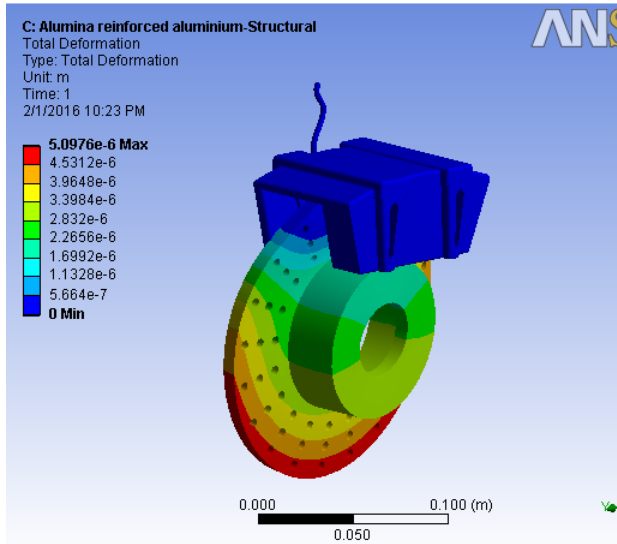 C: Alumina reinforced aluminium-Structural
Total Deformation
Type: Total Deformation
Unit: m
Time: 1
2/1/2016 10:23 PM
ANS
5.0976e-6 Max
4.5312e-6
3.9648e-6
3.3984e-6
2.832e-6
2.2656e-6
1.6992e-6
1.1328e-6
5.664e-7
0 Min
0.000
0.100 (m)
0.050